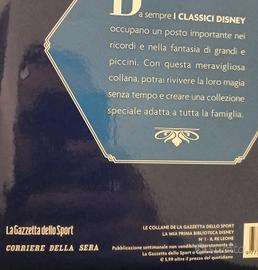 Da sempre I CLASSICI DISNEY
occupano un posto importante nei
ricordi e nella fantasia di grandi e
piccini. Con questa meravigliosa
collana, potrai rivivere la loro magia
senza tempo e creare una collezione
speciale adatta a tutta la famiglia.
La Gazzetta dello Sport
CORRIERE DELLA SERA
LE COLLANE DE LA GAZZETTA DELLO SPORT
LA MIA PRIMA BIBLIOTECA DISNEY
N° 1 - IL RE LEONE
Pubblicazione settimanale non vendibile separatamente da
La Gazzetta dello Sport o Corriere della Sera
€ 5,99 oltre il prezzo del quotidiano